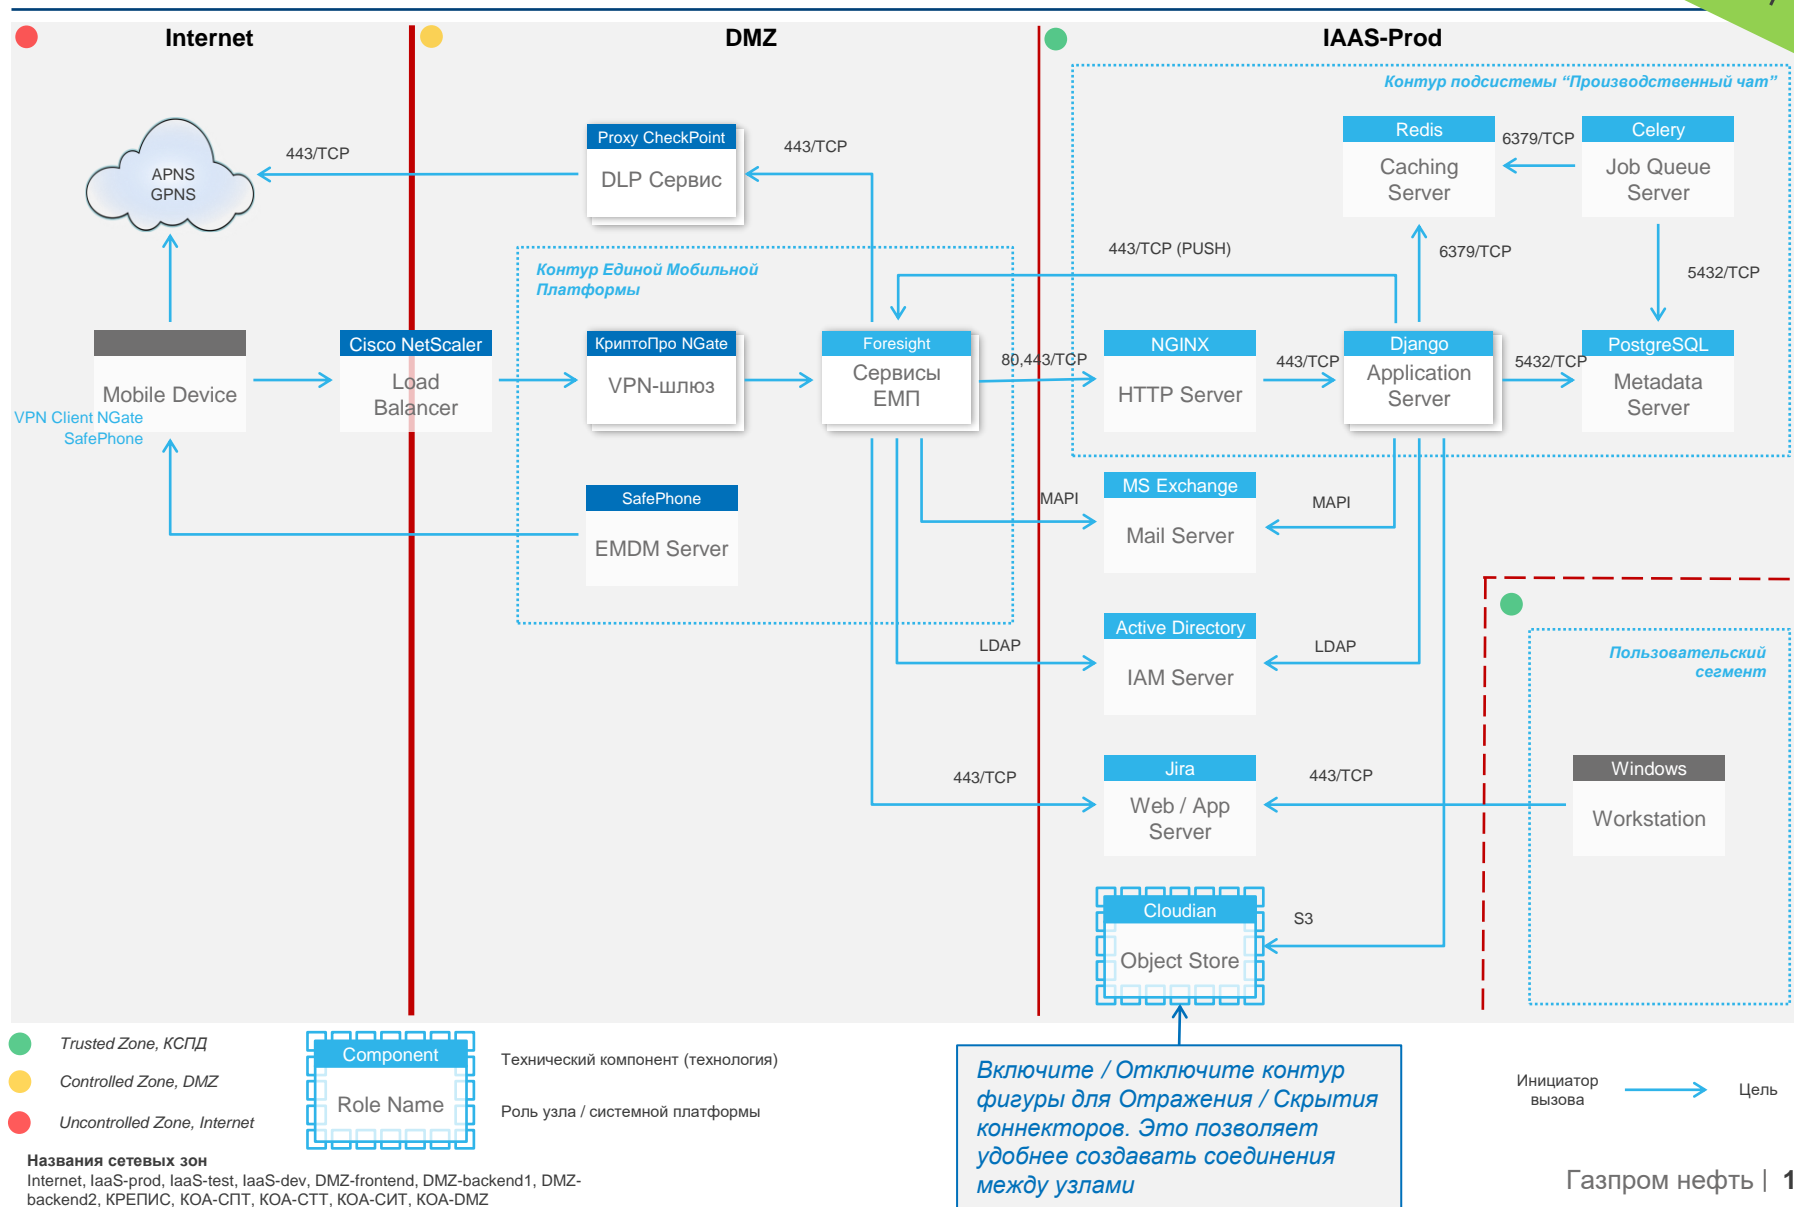 Internet
DMZ
IAAS-Prod
Контур подсистемы “Производственный чат”
APNS
GPNS
443/TCP
Proxy CheckPoint
DLP Сервис
443/TCP
Redis
Caching
Server
6379/TCP
Celery
Job Queue
Server
443/TCP (PUSH)
6379/TCP
5432/TCP
Контур Единой Мобильной
Платформы
Mobile Device
VPN Client NGate
SafePhone
Cisco NetScaler
Load
Balancer
КриптоПро NGate
VPN-шлюз
Foresight
Сервисы
ЕМП
80,443/TCP
NGINX
HTTP Server
443/TCP
Django
Application
Server
5432/TCP
PostgreSQL
Metadata
Server
SafePhone
EMDM Server
MAPI
MS Exchange
Mail Server
MAPI
LDAP
Active Directory
IAM Server
LDAP
Пользовательский
сегмент
443/TCP
Jira
Web / App
Server
443/TCP
Windows
Workstation
Cloudian
Object Store
S3
Trusted Zone, КСПД
Controlled Zone, DMZ
Uncontrolled Zone, Internet
Component
Role Name
Технический компонент (технология)
Роль узла / системной платформы
Включите / Отключите контур
фигуры для Отражения / Скрытия
коннекторов. Это позволяет
удобнее создавать соединения
между узлами
Инициатор
вызова
Цель
Названия сетевых зон
Internet, IaaS-prod, IaaS-test, IaaS-dev, DMZ-frontend, DMZ-backend1, DMZ-
backend2, КРЕПИС, КОА-СПТ, КОА-СТТ, КОА-СИТ, КОА-DMZ
Газпром нефть | 1